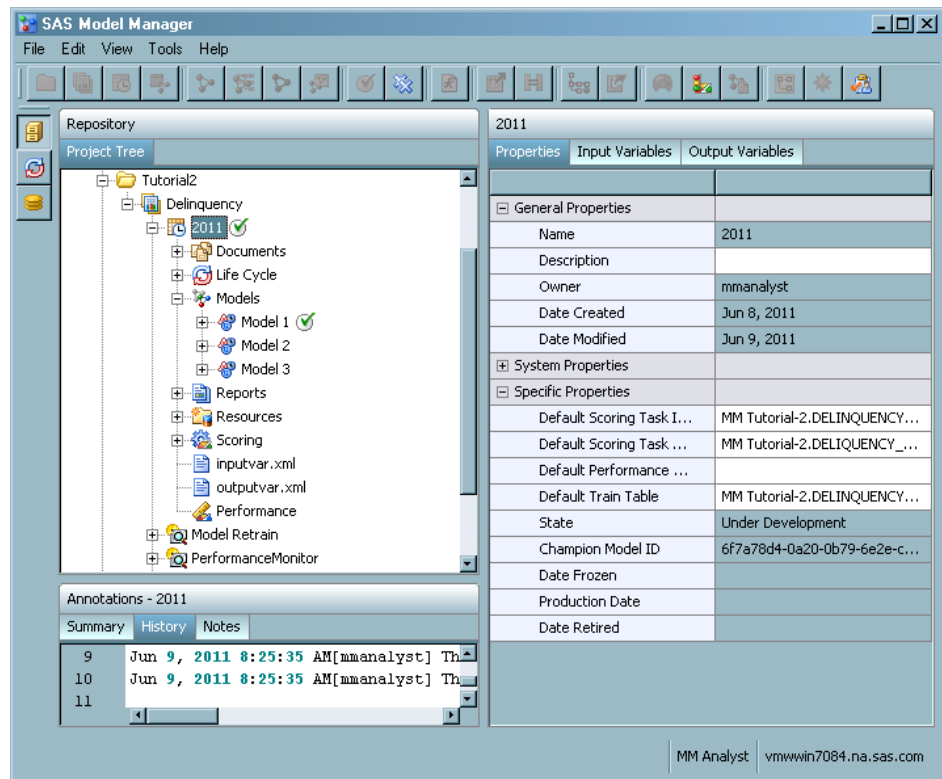 SAS Model Manager
File Edit View Tools Help
Repository
Project Tree
Tutorial2
Delinquency
2011
Documents
Life Cycle
Models
Model 1
Model 2
Model 3
Reports
Resources
Scoring
inputvar.xml
outputvar.xml
Performance
Model Retrain
PerformanceMonitor
Annotations - 2011
Summary History Notes
9 Jun 9, 2011 8:25:35 AM[mmanalyst] Th
10 Jun 9, 2011 8:25:35 AM[mmanalyst] Th
11
2011
Properties Input Variables Output Variables
General Properties
Name 2011
Description
Owner mmanalyst
Date Created Jun 8, 2011
Date Modified Jun 9, 2011
System Properties
Specific Properties
Default Scoring Task I... MM Tutorial-2.DELINQUENCY...
Default Scoring Task ... MM Tutorial-2.DELIQUENCY_...
Default Performance ...
Default Train Table MM Tutorial-2.DELINQUENCY...
State Under Development
Champion Model ID 6f7a78d4-0a20-0b79-6e2e-c...
Date Frozen
Production Date
Date Retired
MM Analyst vmwwin7084.na.sas.com